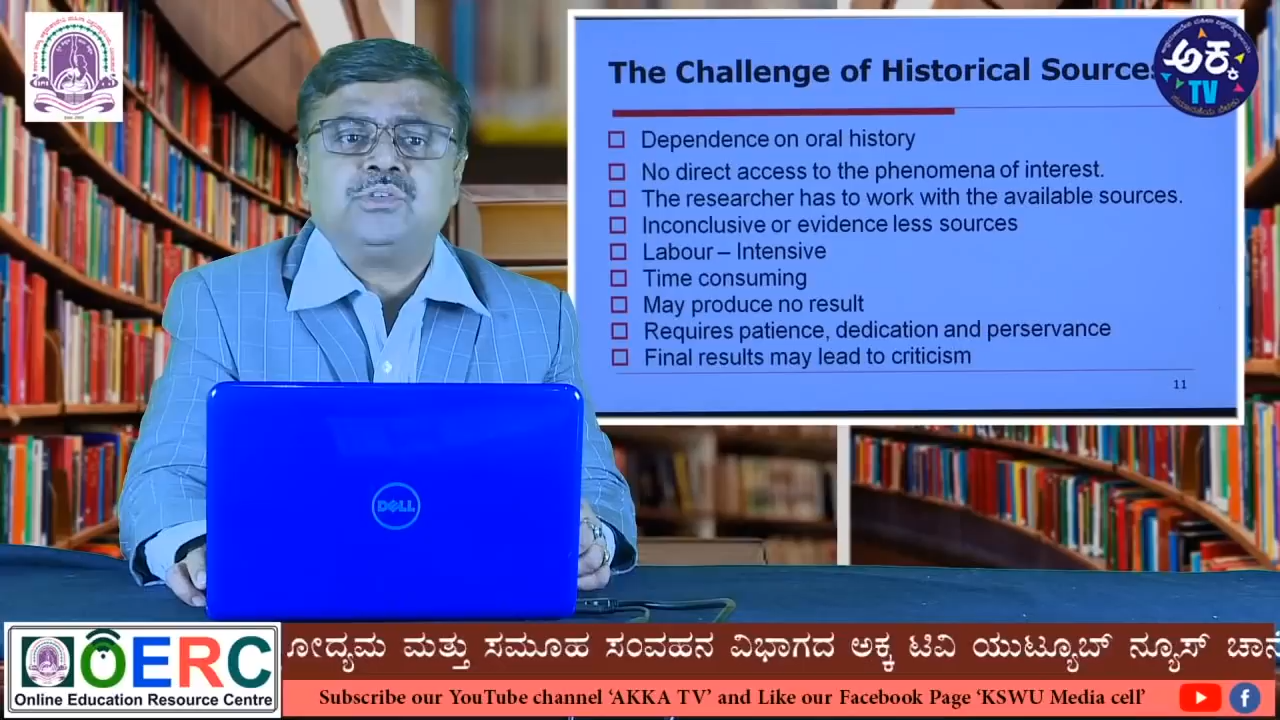 The Challenge of Historical Sources
Dependence on oral history
No direct access to the phenomena of interest.
The researcher has to work with the available sources.
Inconclusive or evidence less sources
Labour – Intensive
Time consuming
May produce no result
Requires patience, dedication and perservance
Final results may lead to criticism
11
ಅಕ್ಕ
TV
DELL
OERC
Online Education Resource Centre
ೋದ್ಯಮ ಮತ್ತು ಸಮೂಹ ಸಂವಹನ ವಿಭಾಗದ ಅಕ್ಕ ಟಿವಿ ಯುಟ್ಯೂಬ್ ನ್ಯೂಸ್ ಚಾನ
Subscribe our YouTube channel ‘AKKA TV’ and Like our Facebook Page ‘KSWU Media cell’